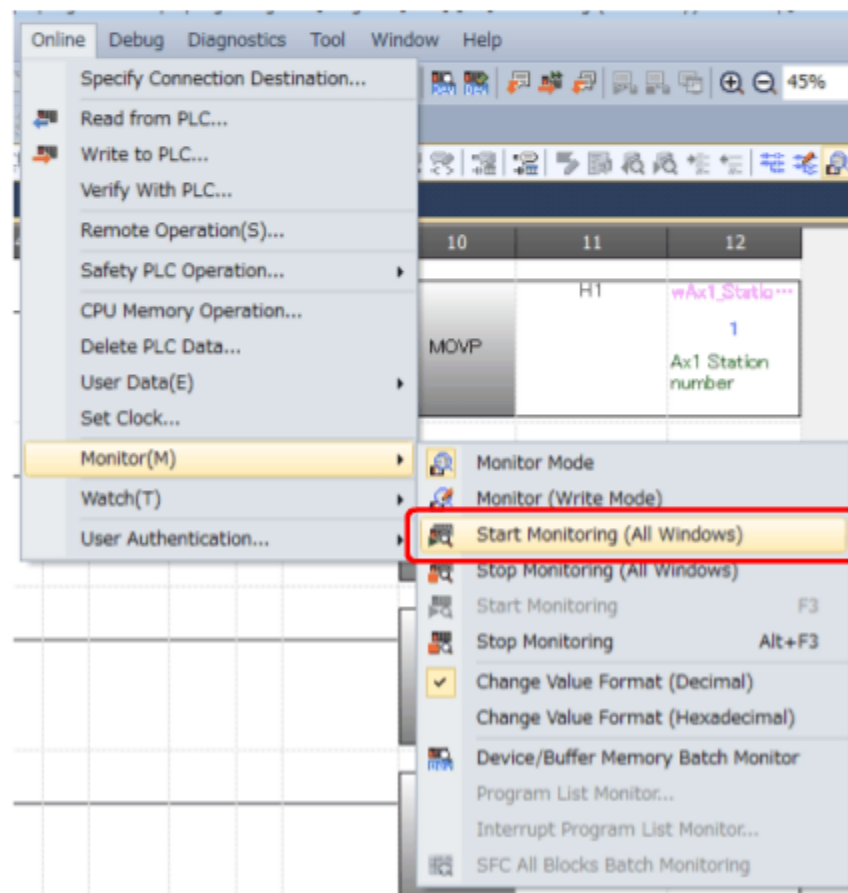 Online Debug Diagnostics Tool Window Help
Specify Connection Destination...
45%
Read from PLC...
Write to PLC...
Verify With PLC...
Remote Operation(S)...
10 11 12
Safety PLC Operation...
H1 wAx1_Statio...
CPU Memory Operation...
1
MOVP
Delete PLC Data...
Ax1 Station
number
User Data(E)
Set Clock...
Monitor(M)
Monitor Mode
Watch(T)
Monitor (Write Mode)
User Authentication...
Start Monitoring (All Windows)
Stop Monitoring (All Windows)
Start Monitoring F3
Stop Monitoring Alt+F3
Change Value Format (Decimal)
Change Value Format (Hexadecimal)
Device/Buffer Memory Batch Monitor
Program List Monitor...
Interrupt Program List Monitor...
SFC All Blocks Batch Monitoring